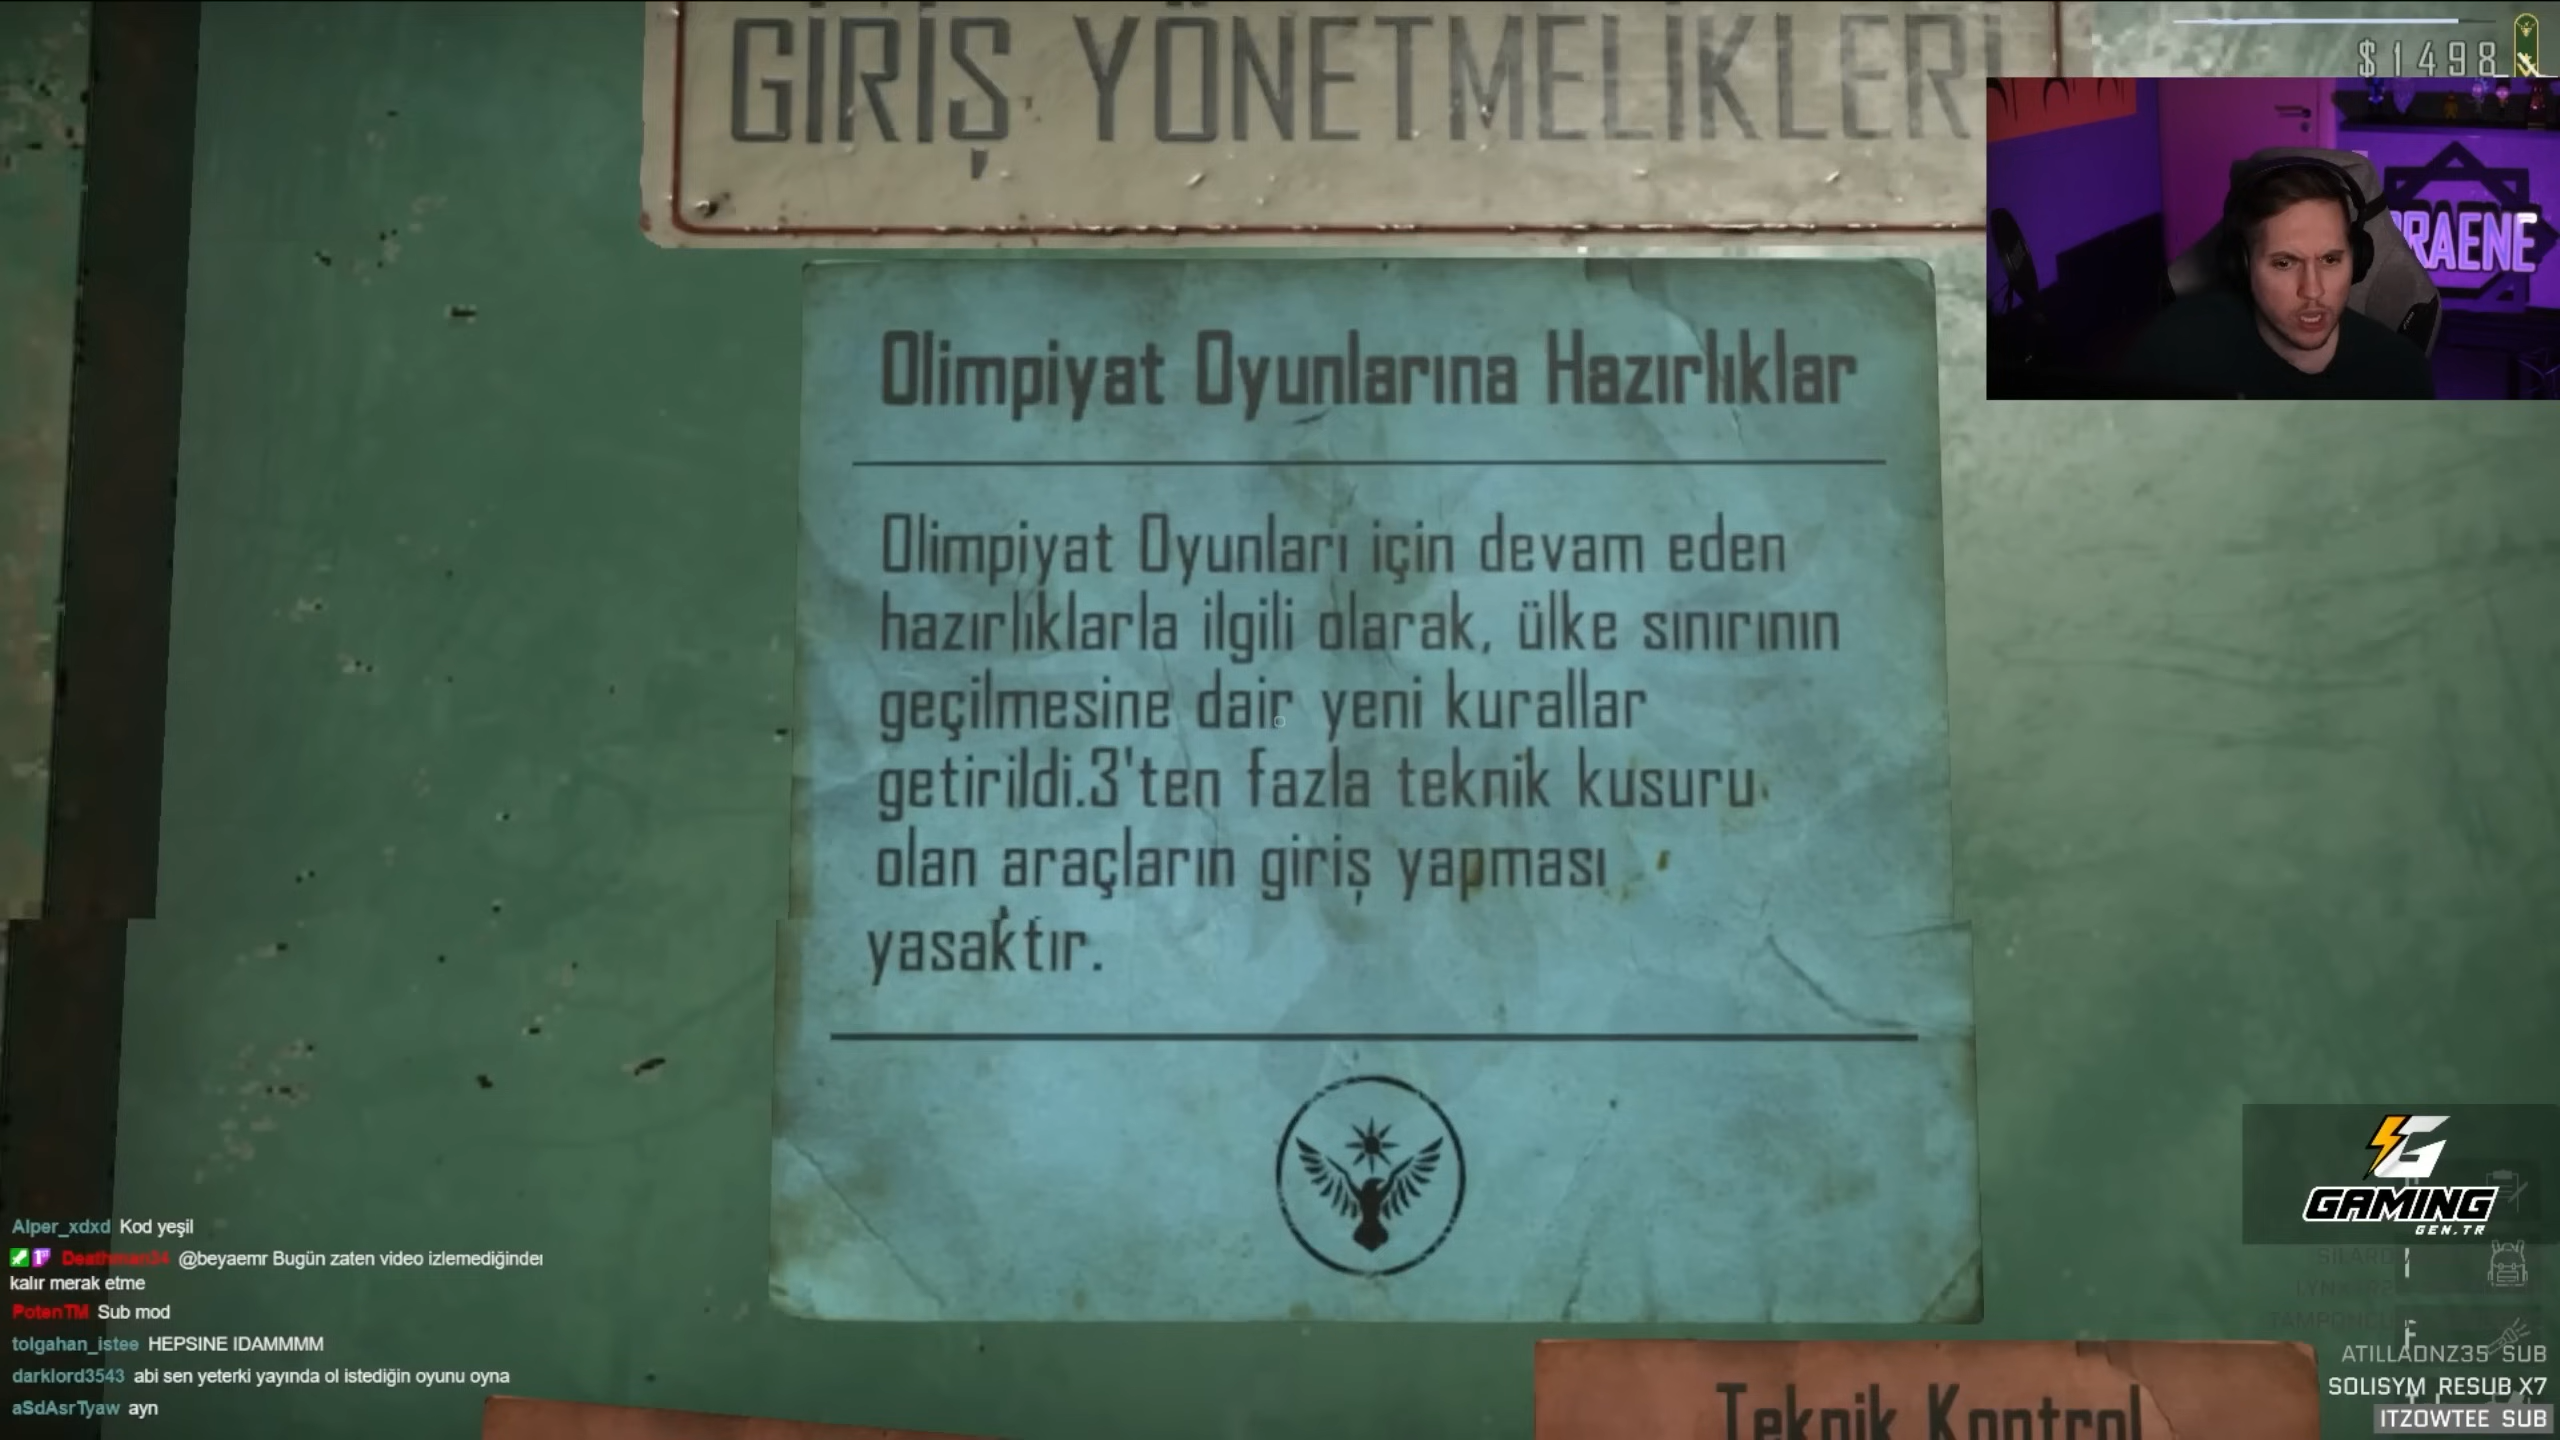 GİRİŞ YÖNETMELİKLERİ
$1498
RAENE
Olimpiyat Oyunlarına Hazırlıklar
Olimpiyat Oyunları için devam eden
hazırlıklarla ilgili olarak, ülke sınırının
geçilmesine dair yeni kurallar
getirildi.3'ten fazla teknik kusuru
olan araçların giriş yapması
yasaktır.
Teknik Kontrol
GAMING
GEN.TR
Alper_xdxd Kod yeşil
@beyaemr Bugün zaten video izlemediğinden
kalır merak etme
PotenTM Sub mod
tolgahan_istee HEPSINE IDAMMMM
darklord3543 abi sen yeterki yayında ol istediğin oyunu oyna
aSdAsrTyaw ayn
ATILLADNZ35 SUB
SOLISYM RESUB X7
ITZOWTEE SUB